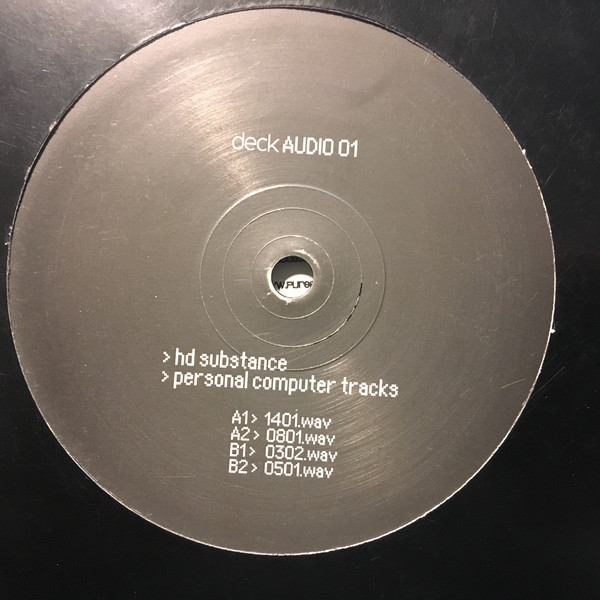 deck AUDIO 01
> hd substance
> personal computer tracks
A1> 1401.wav
A2> 0801.wav
B1> 0302.wav
B2> 0501.wav